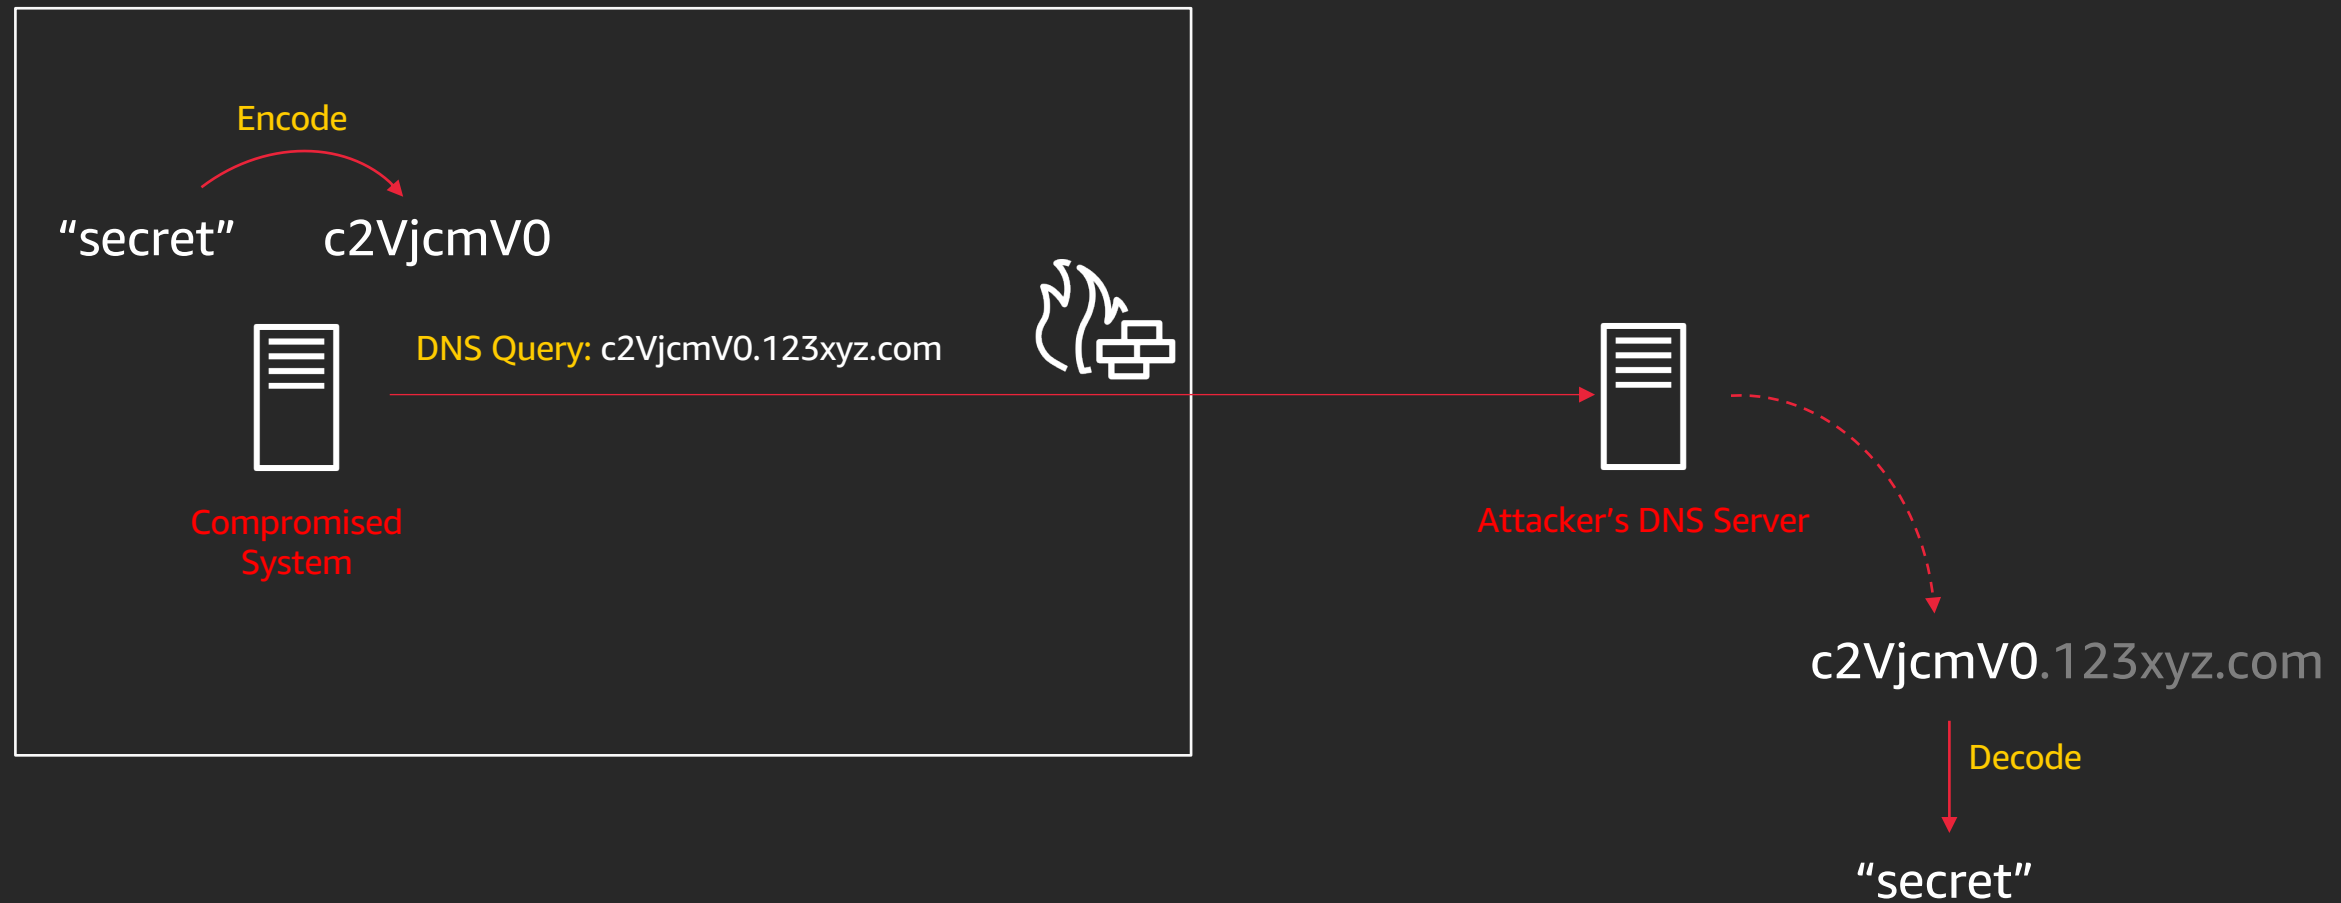 Encode
“secret”
c2VjcmV0
DNS Query: c2VjcmV0.123xyz.com
Compromised
System
Attacker’s DNS Server
c2VjcmV0.123xyz.com
Decode
“secret”